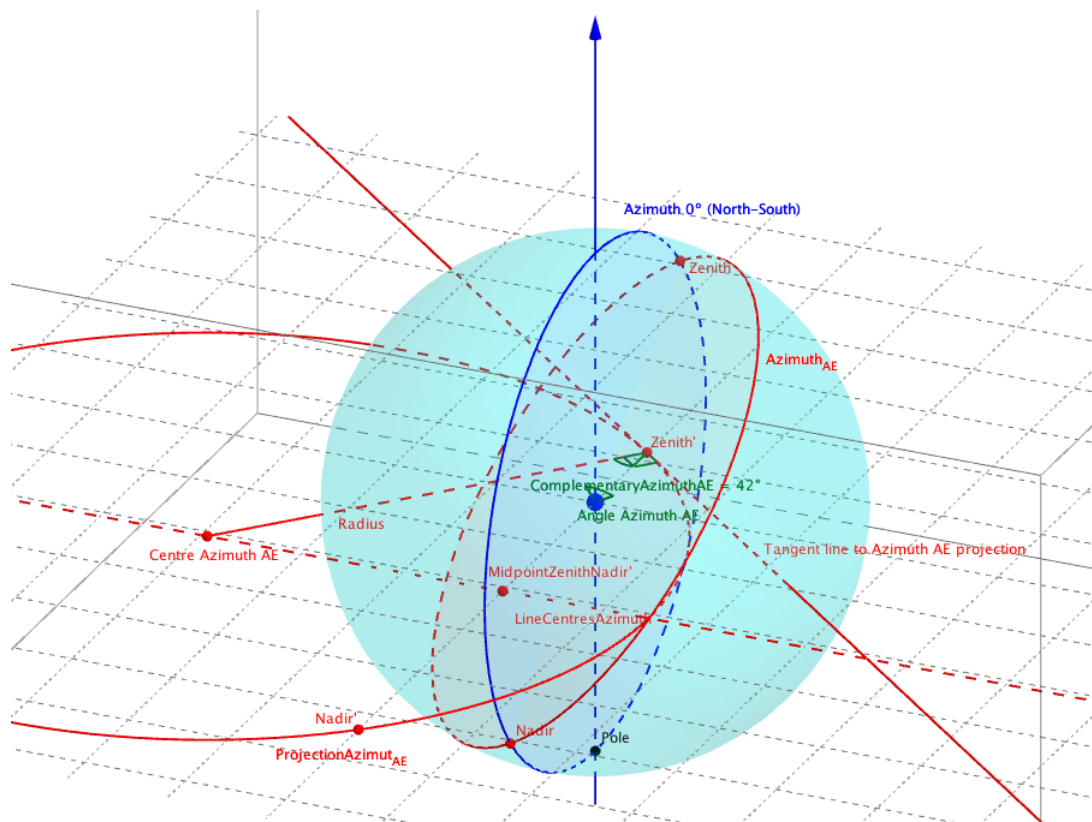 Azimuth 0º (North-South)
Zenith
Azimuth AE
Zenith'
ComplementaryAzimuthAE = 42°
Angle Azimuth AE
Radius
Centre Azimuth AE
Tangent line to Azimuth AE projection
MidpointZenithNadir'
LineCentresAzimuth
Nadir'
Nadir
Pole
ProjectionAzimut AE